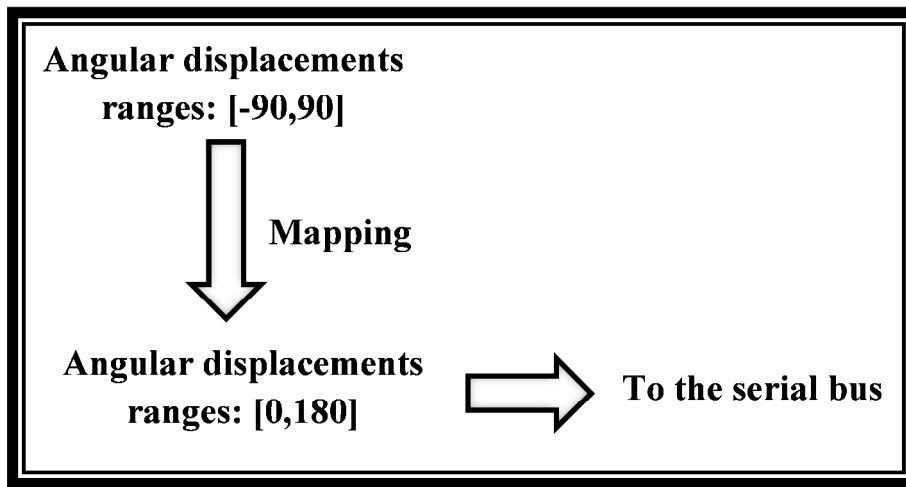 Angular displacements
ranges: [-90,90]
Mapping
Angular displacements
ranges: [0,180]
To the serial bus